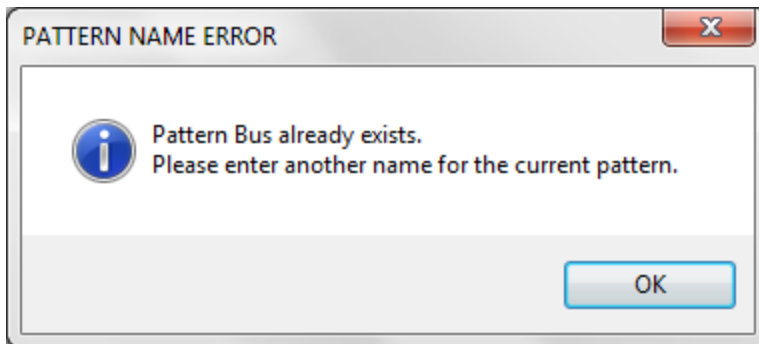 PATTERN NAME ERROR
Pattern Bus already exists.
Please enter another name for the current pattern.
OK